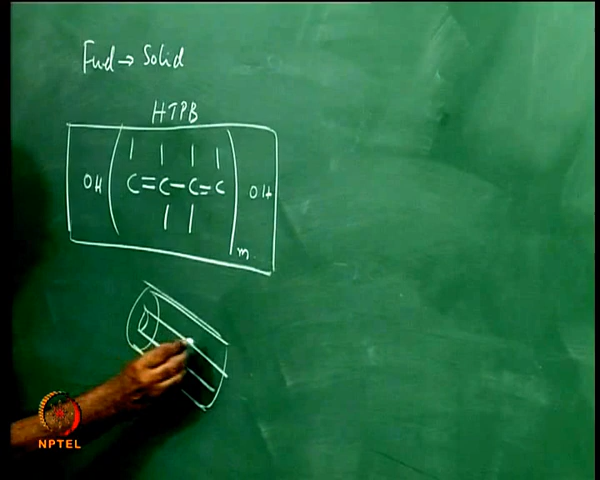 Fuel → Solid
HTPB
OH ( C=C-C=C ) OH
m
NPTEL